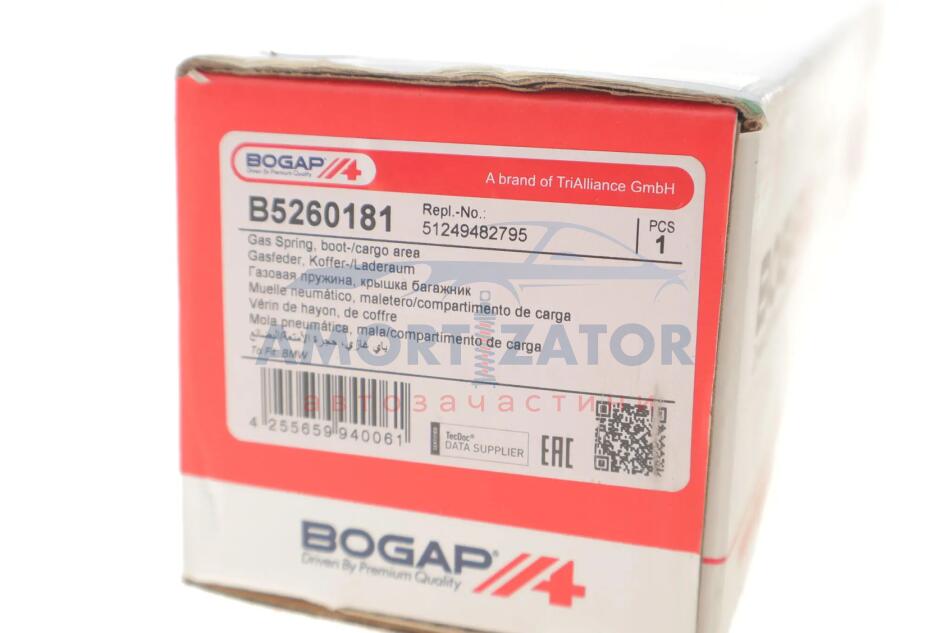 BOGAP
Driven By Premium Quality
A brand of TriAlliance GmbH
B5260181
Repl.-No.:
51249482795
PCS
1
Gas Spring, boot-/cargo area
Gasfeder, Koffer-/Laderaum
Газовая пружина, крышка багажник
Muelle neumático, maletero/compartimento de carga
Vérin de hayon, de coffre
Mola pneumática, mala/compartimento de carga
To Fit: BMW
AMORTIZATOR
автозачастини
4 255659 940061
CERTIFIED
TecDoc®
DATA SUPPLIER
EAC
BOGAP
Driven By Premium Quality